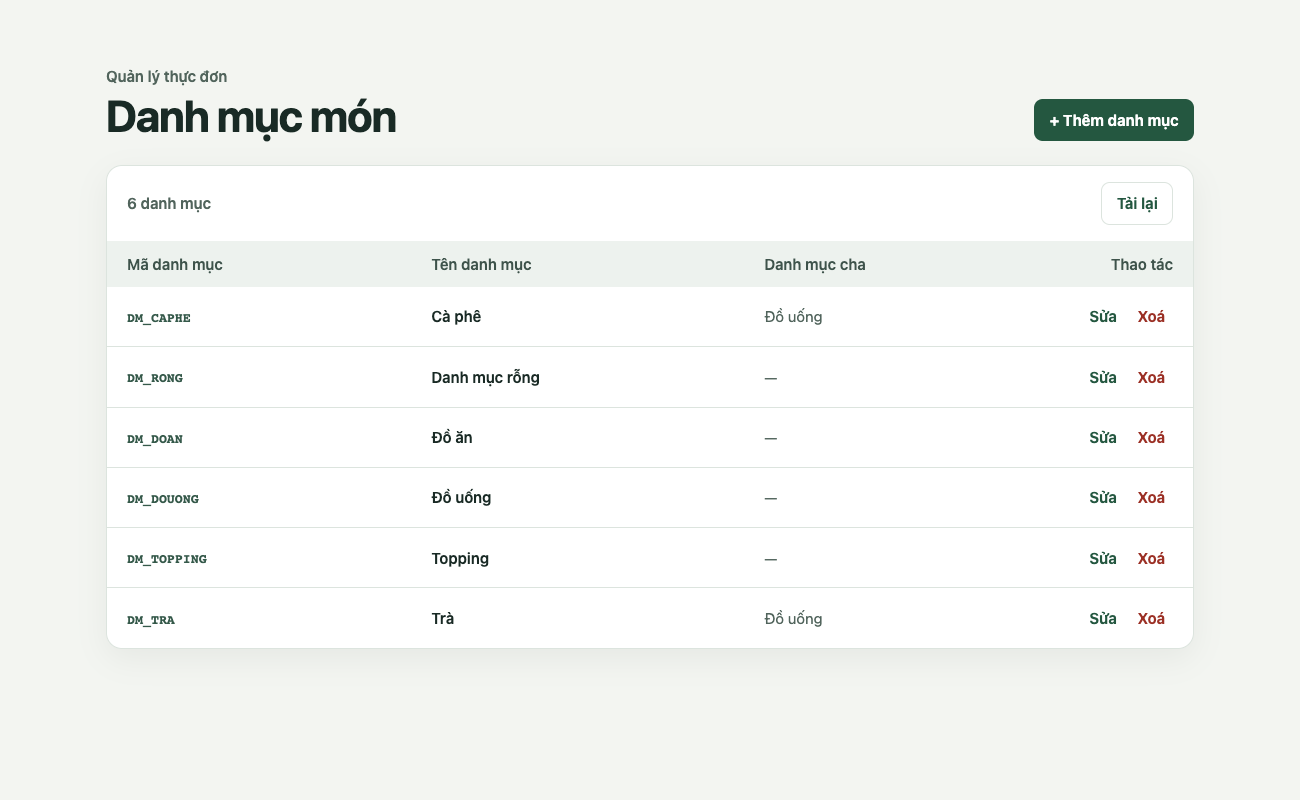 Quản lý thực đơn
Danh mục món
+ Thêm danh mục
6 danh mục
Tải lại
Mã danh mục Tên danh mục Danh mục cha Thao tác
DM_CAPHE Cà phê Đồ uống Sửa Xoá
DM_RONG Danh mục rỗng — Sửa Xoá
DM_DOAN Đồ ăn — Sửa Xoá
DM_DOUONG Đồ uống — Sửa Xoá
DM_TOPPING Topping — Sửa Xoá
DM_TRA Trà Đồ uống Sửa Xoá